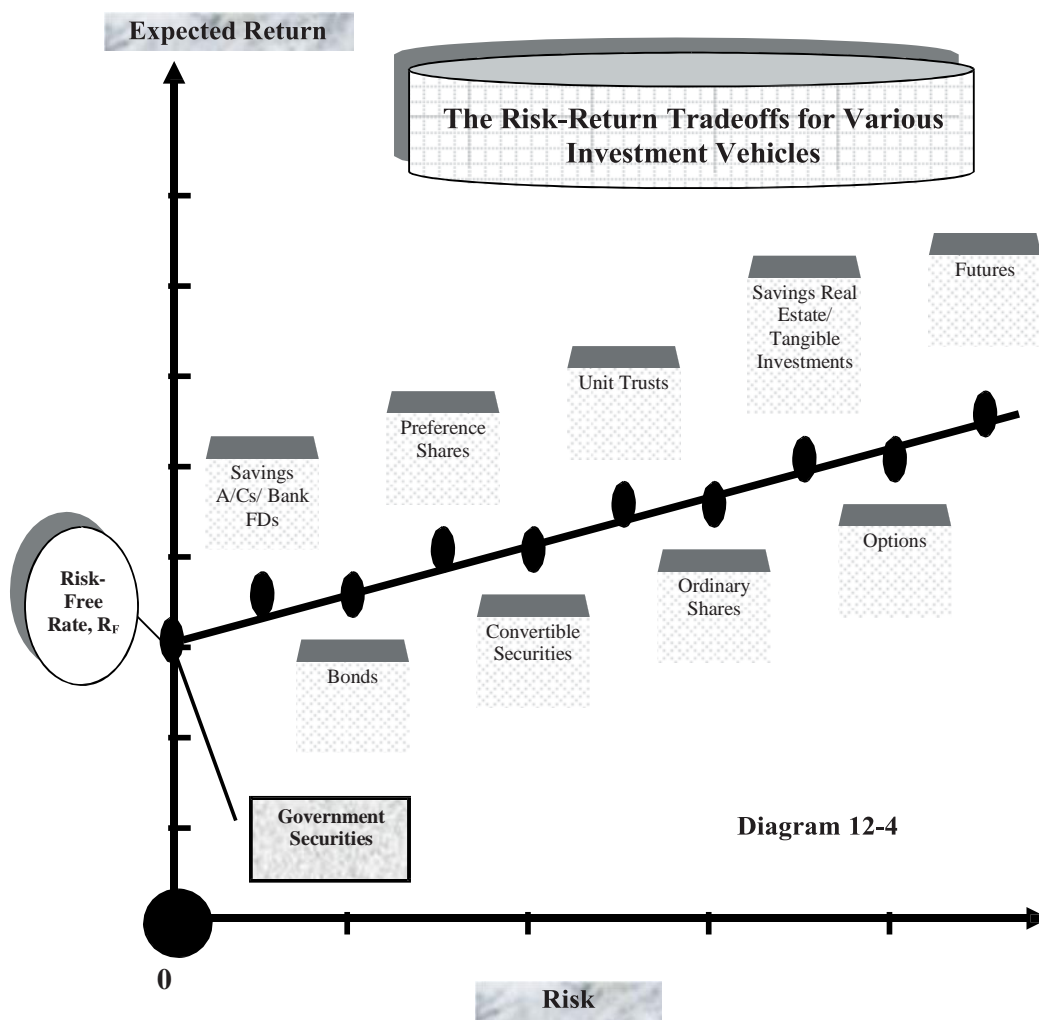 Expected Return
The Risk-Return Tradeoffs for Various
Investment Vehicles
Futures
Savings Real
Estate/
Tangible
Investments
Unit Trusts
Preference
Shares
Savings
A/Cs/ Bank
FDs
Risk-
Free
Rate, RF
Bonds
Convertible
Securities
Ordinary
Shares
Options
Government
Securities
Diagram 12-4
0
Risk